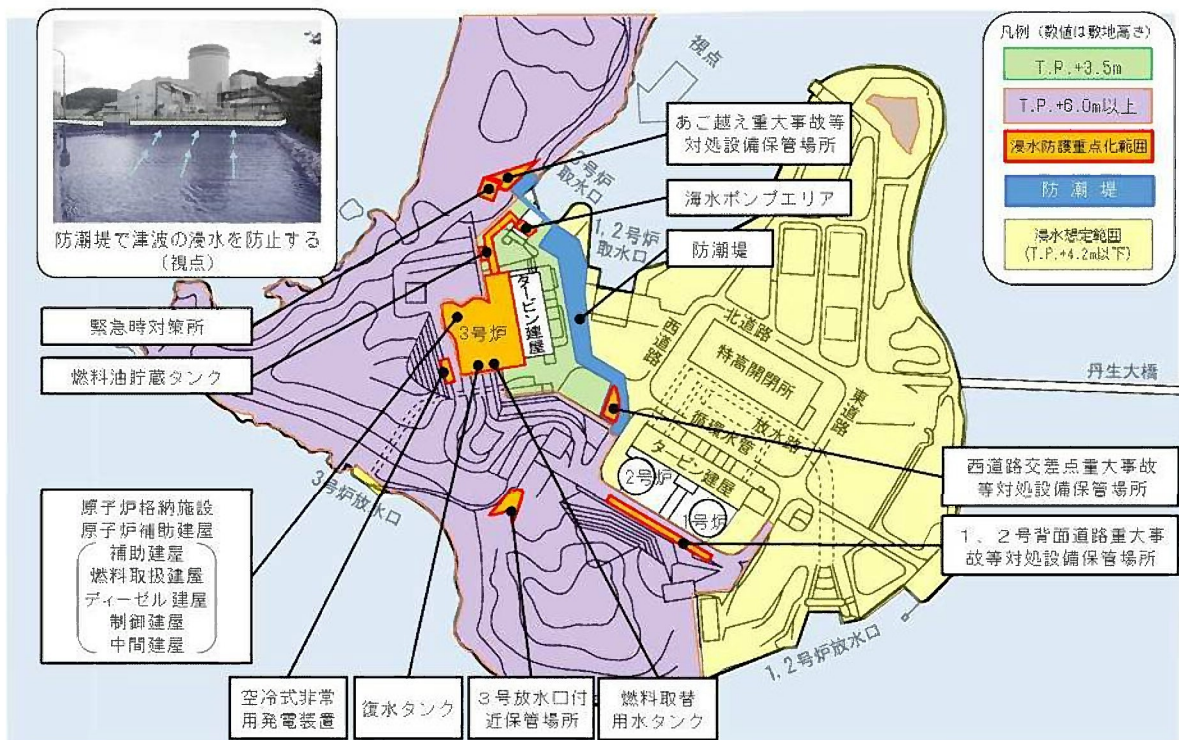 防潮堤で津波の浸水を防止する
(視点)
視点
凡例（数値は敷地高さ）
T.P.+3.5m
T.P.+6.0m以上
浸水防護重点化範囲
防潮堤
浸水想定範囲
(T.P.+4.2m以下)
あご越え重大事故等
対処設備保管場所
海水ポンプエリア
防潮堤
3号炉
取水口
1,2号炉
取水口
緊急時対策所
燃料油貯蔵タンク
タービン建屋
3号炉
北道路
西道路
特高開閉所
東道路
丹生大橋
循環水管
放水路
タービン建屋
2号炉
1号炉
3号炉放水口
1,2号炉放水口
西道路交差点重大事故
等対処設備保管場所
1、2号背面道路重大事
故等対処設備保管場所
原子炉格納施設
原子炉補助建屋
補助建屋
燃料取扱建屋
ディーゼル建屋
制御建屋
中間建屋
空冷式非常
用発電装置
復水タンク
3号放水口付
近保管場所
燃料取替
用水タンク